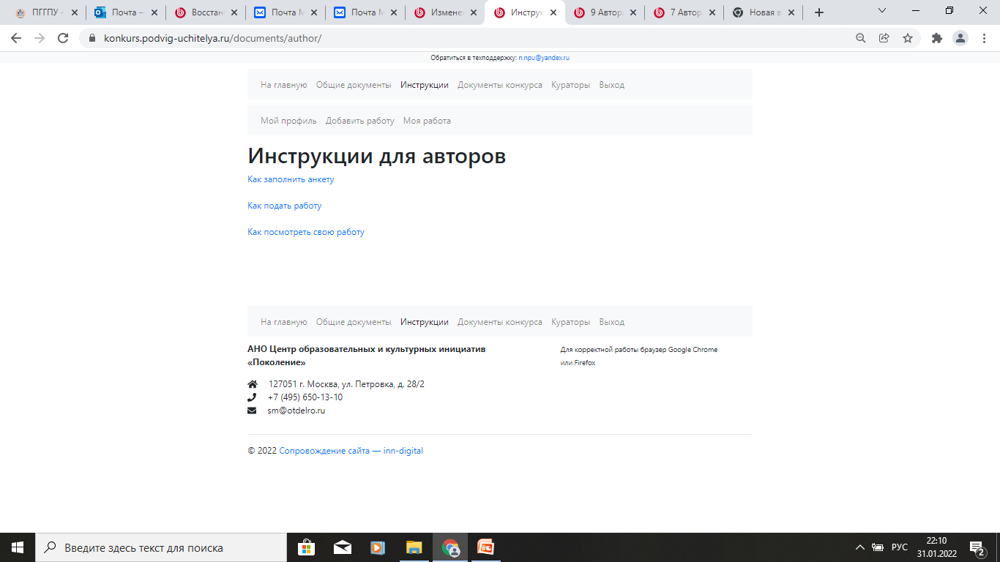 ПГГПУ -
Почта —
Восстан
Почта М
Почта М
Измене
Инструк
9 Автор
7 Автор
Новая в
konkurs.podvig-uchitelya.ru/documents/author/
Обратиться в техподдержку: n.npu@yandex.ru
На главную Общие документы Инструкции Документы конкурса Кураторы Выход
Мой профиль Добавить работу Моя работа
Инструкции для авторов
Как заполнить анкету
Как подать работу
Как посмотреть свою работу
На главную Общие документы Инструкции Документы конкурса Кураторы Выход
АНО Центр образовательных и культурных инициатив
«Поколение»
Для корректной работы браузер Google Chrome
или Firefox
127051 г. Москва, ул. Петровка, д. 28/2
+7 (495) 650-13-10
sm@otdelro.ru
© 2022 Сопровождение сайта — inn-digital
Введите здесь текст для поиска
РУС
22:10
31.01.2022
2